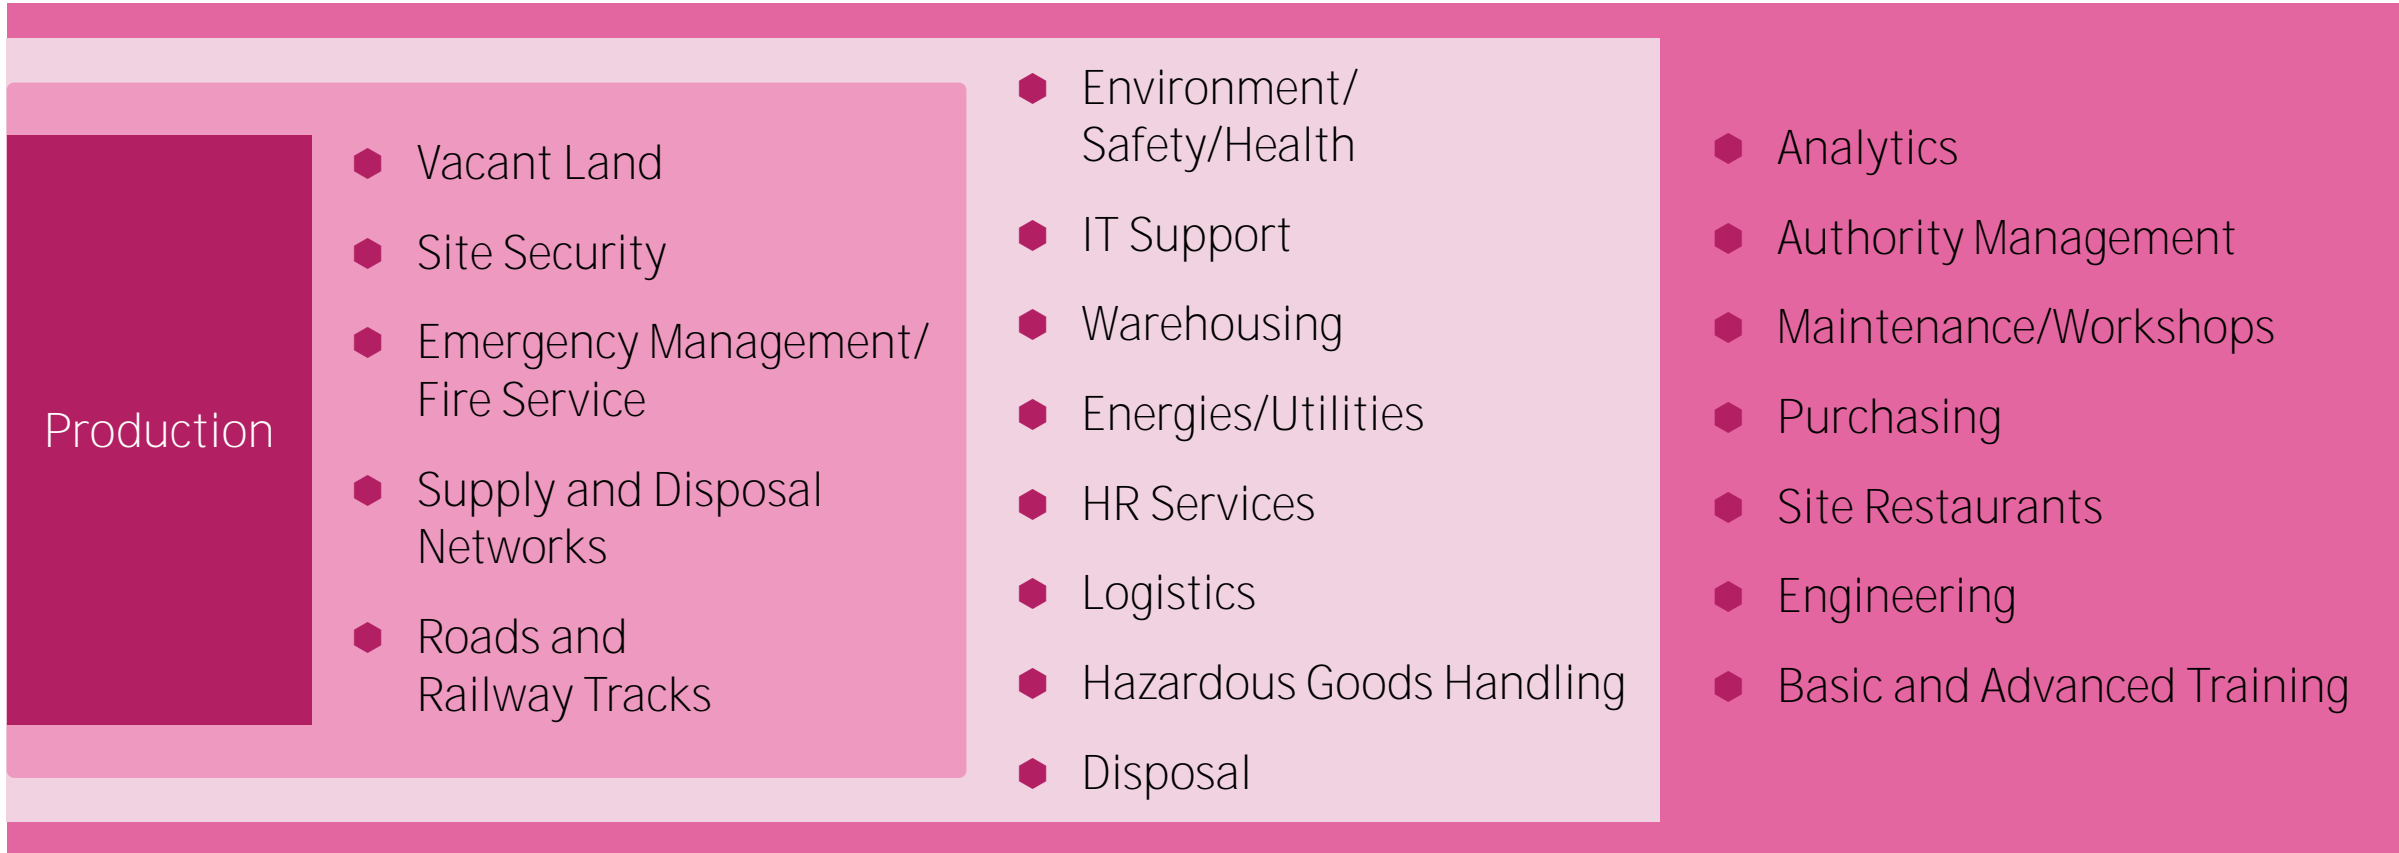 Production
Vacant Land
Site Security
Emergency Management/
Fire Service
Supply and Disposal
Networks
Roads and
Railway Tracks
Environment/
Safety/Health
IT Support
Warehousing
Energies/Utilities
HR Services
Logistics
Hazardous Goods Handling
Disposal
Analytics
Authority Management
Maintenance/Workshops
Purchasing
Site Restaurants
Engineering
Basic and Advanced Training